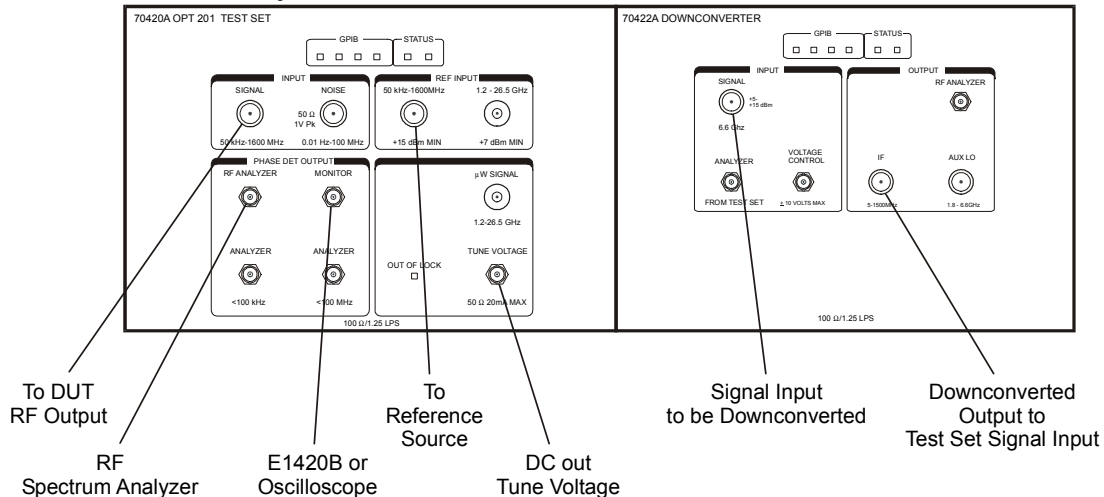 70420A OPT 201 TEST SET
GPIB
STATUS
INPUT
SIGNAL
NOISE
50 Ω
1V Pk
50 kHz-1600 MHz
0.01 Hz-100 MHz
REF INPUT
50 kHz-1600MHz
1.2 - 26.5 GHz
+15 dBm MIN
+7 dBm MIN
PHASE DET OUTPUT
RF ANALYZER
MONITOR
ANALYZER
ANALYZER
<100 kHz
<100 MHz
µW SIGNAL
1.2-26.5 GHz
OUT OF LOCK
TUNE VOLTAGE
50 Ω 20mA MAX
100 Ω/1.25 LPS
70422A DOWNCONVERTER
GPIB
STATUS
INPUT
SIGNAL
+5-
+15 dBm
6.6 Ghz
ANALYZER
VOLTAGE
CONTROL
FROM TEST SET
± 10 VOLTS MAX
OUTPUT
RF ANALYZER
IF
AUX LO
5-1500MHz
1.8 - 6.6GHz
100 Ω/1.25 LPS
To DUT
RF Output
RF
Spectrum Analyzer
E1420B or
Oscilloscope
To
Reference
Source
DC out
Tune Voltage
Signal Input
to be Downconverted
Downconverted
Output to
Test Set Signal Input